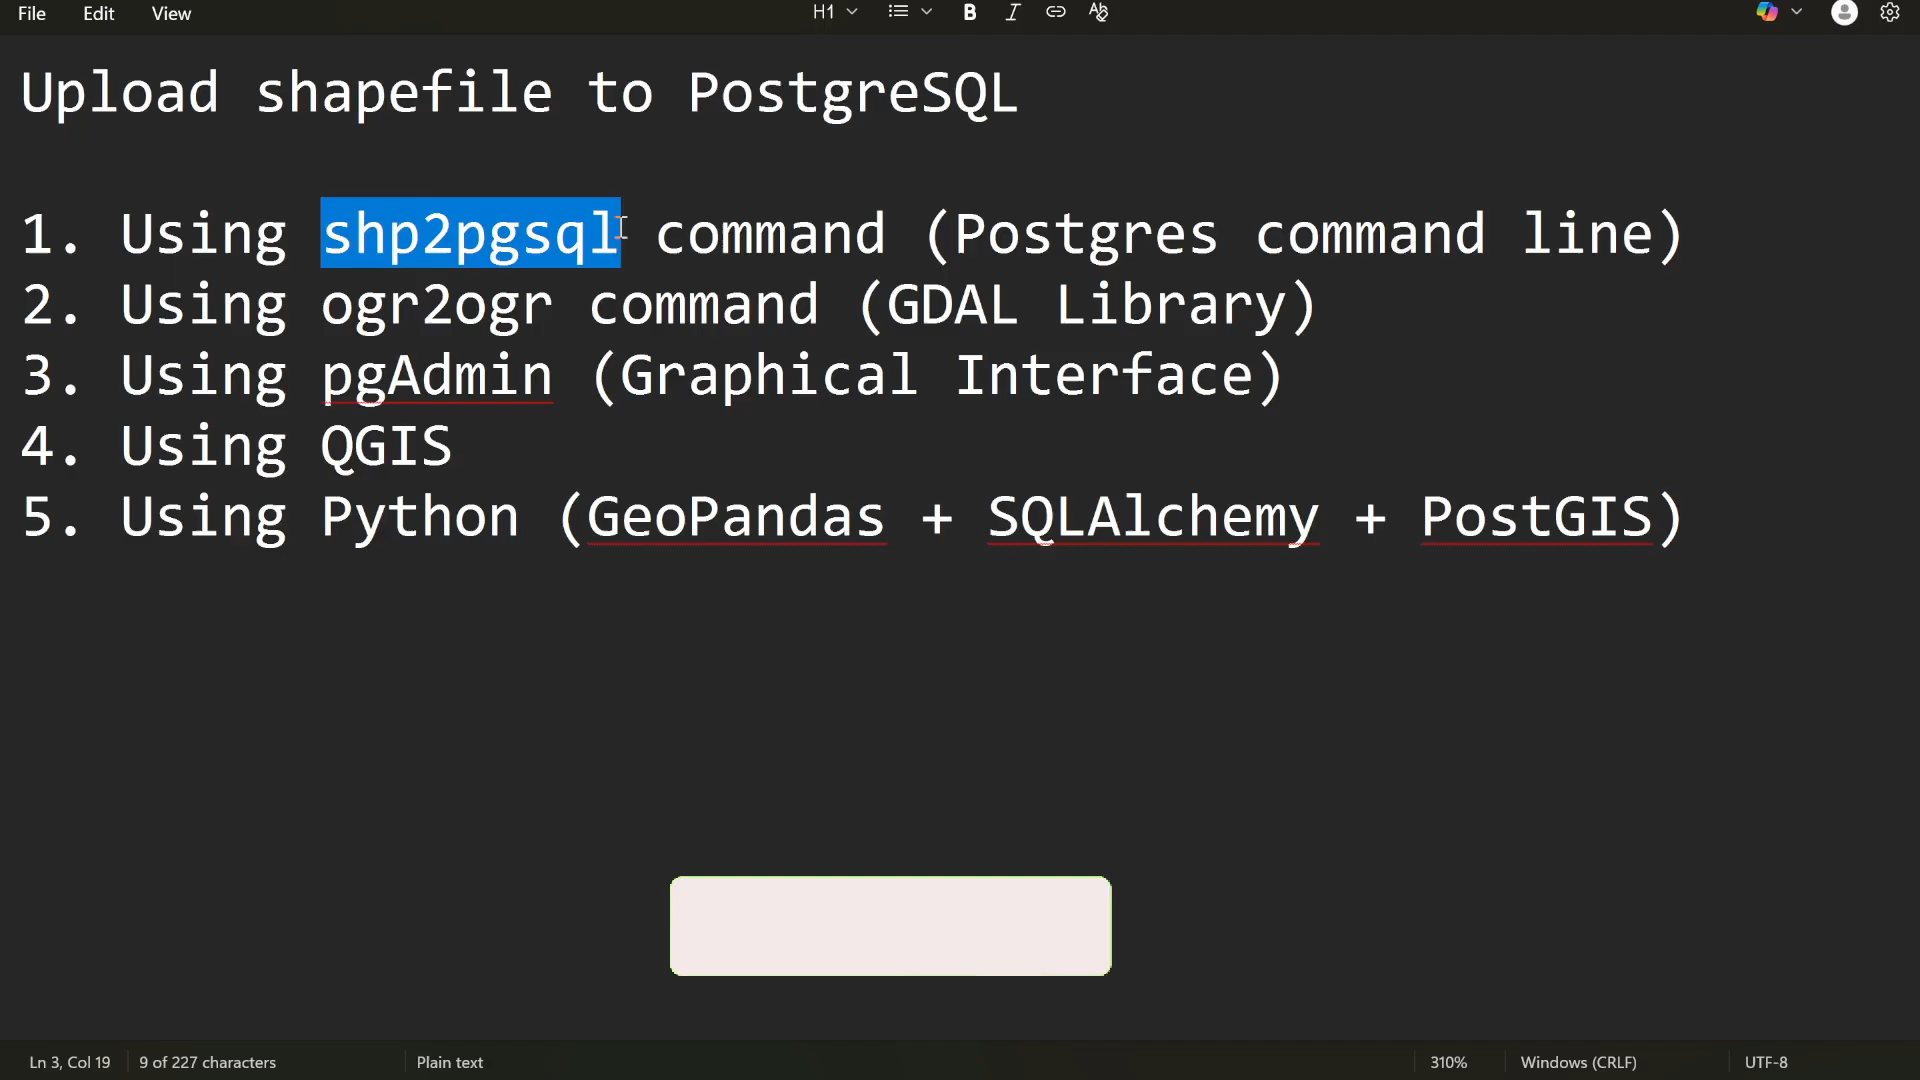 File Edit View H1 B I
Upload shapefile to PostgreSQL
1. Using shp2pgsql command (Postgres command line)
2. Using ogr2ogr command (GDAL Library)
3. Using pgAdmin (Graphical Interface)
4. Using QGIS
5. Using Python (GeoPandas + SQLAlchemy + PostGIS)
Ln 3, Col 19 9 of 227 characters Plain text 310% Windows (CRLF) UTF-8